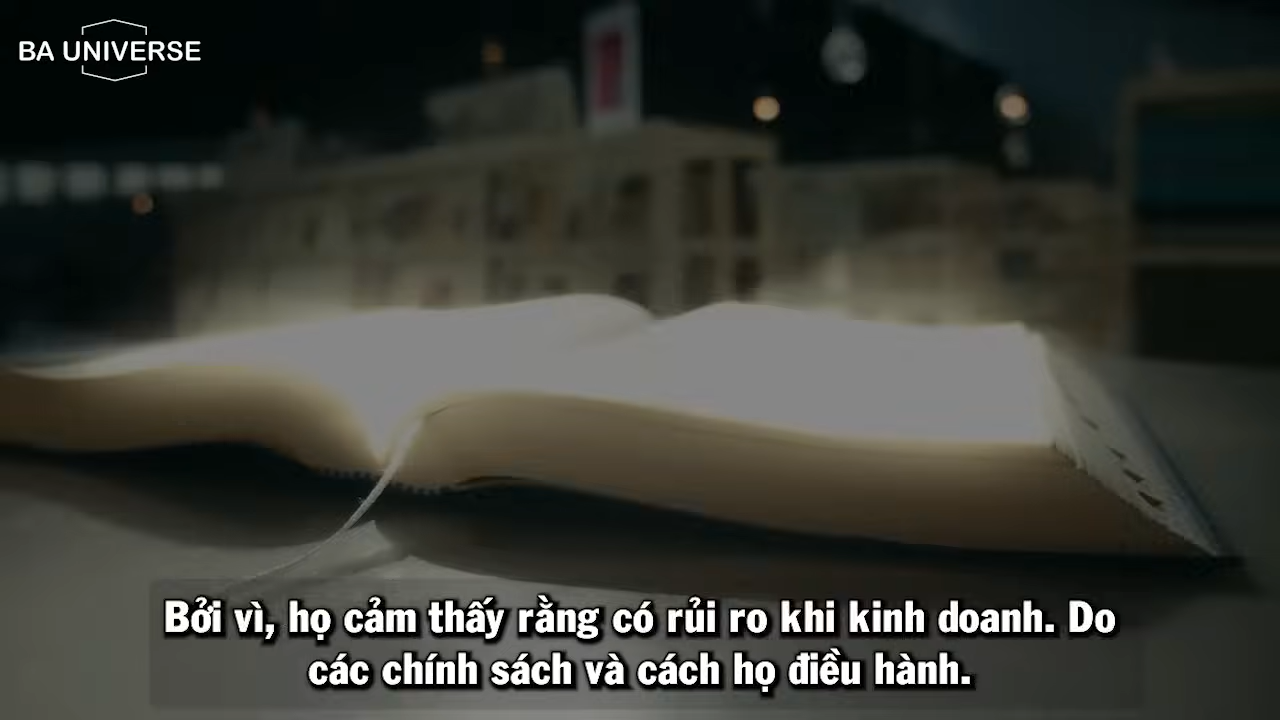 BA UNIVERSE
Bởi vì, họ cảm thấy rằng có rủi ro khi kinh doanh. Do
các chính sách và cách họ điều hành.